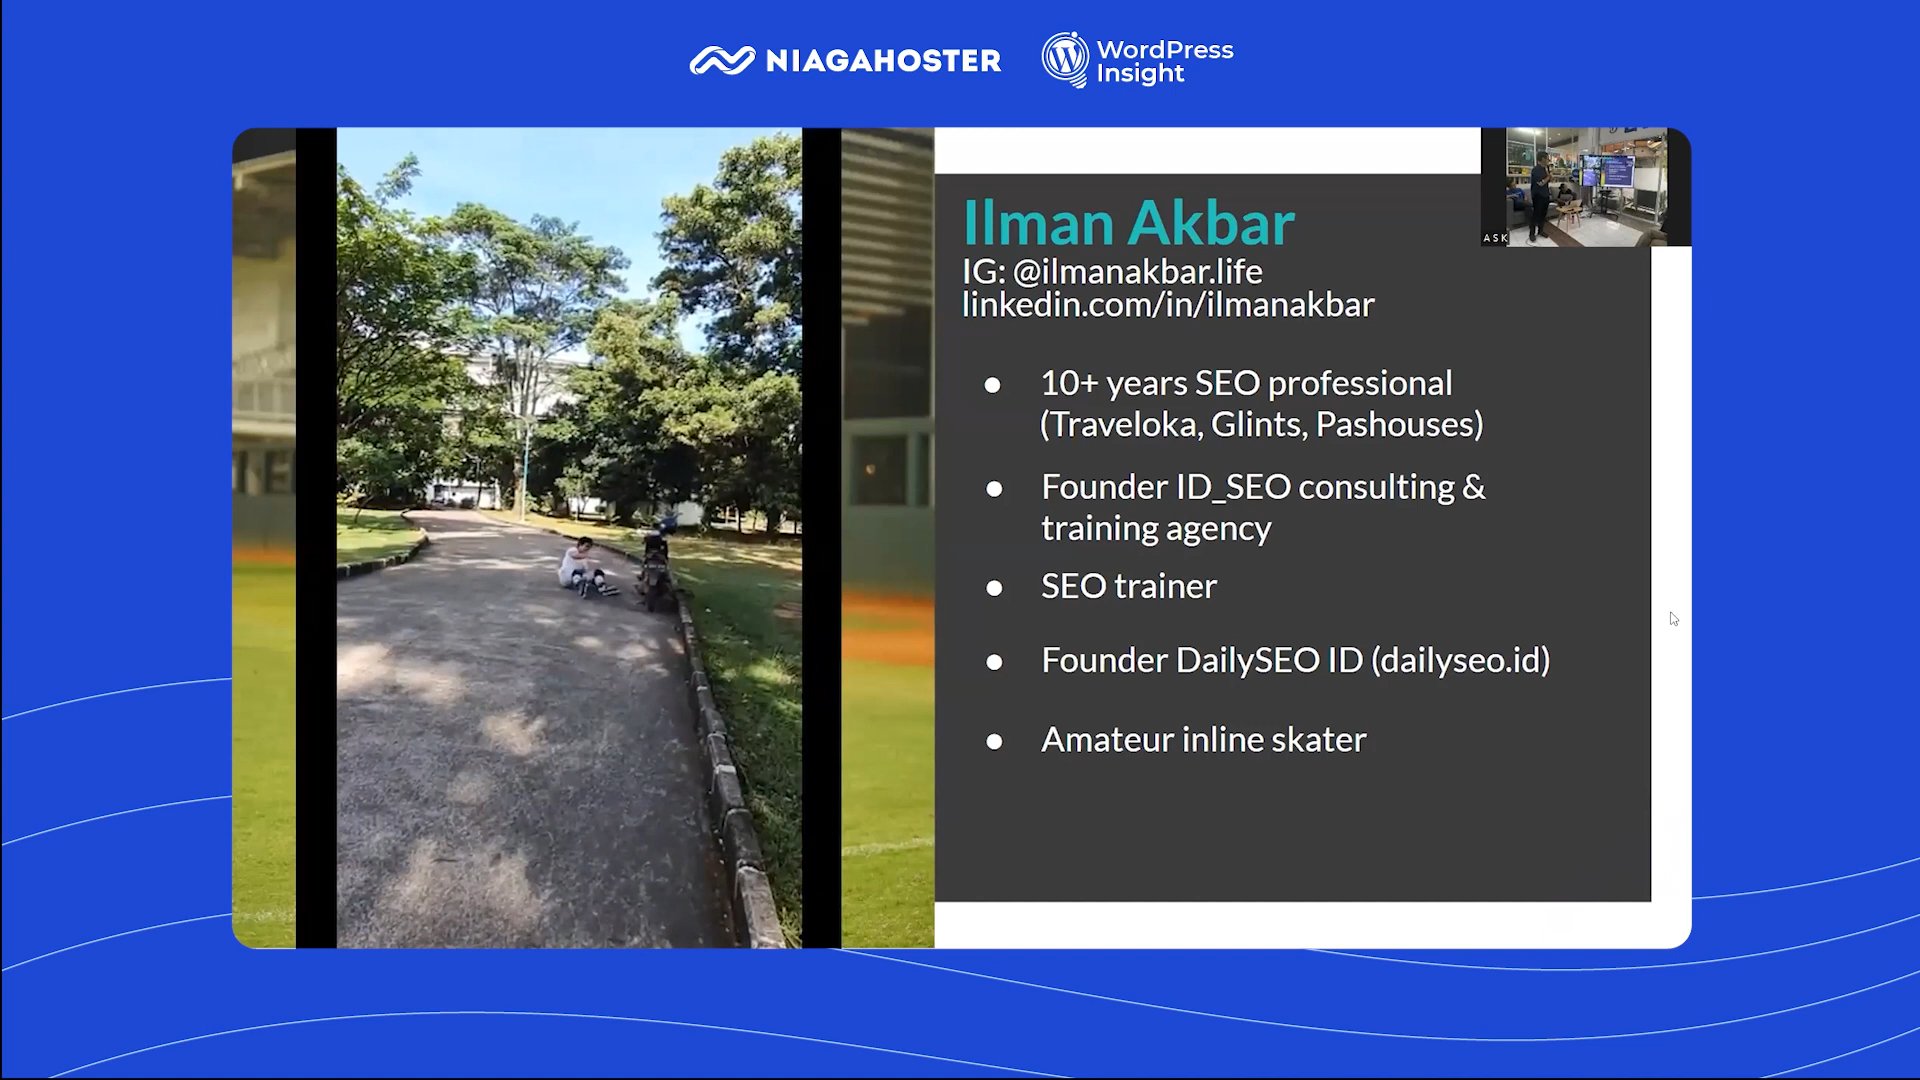 NIAGAHOSTER
WordPress
Insight
Ilman Akbar
IG: @ilmanakbar.life
linkedin.com/in/ilmanakbar
● 10+ years SEO professional
(Traveloka, Glints, Pashouses)
● Founder ID_SEO consulting &
training agency
● SEO trainer
● Founder DailySEO ID (dailyseo.id)
● Amateur inline skater
ASK